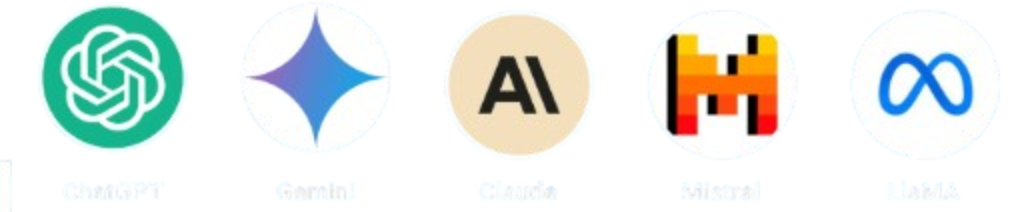 ChatGPT
Gemini
Claude
Mistral
LLaMA